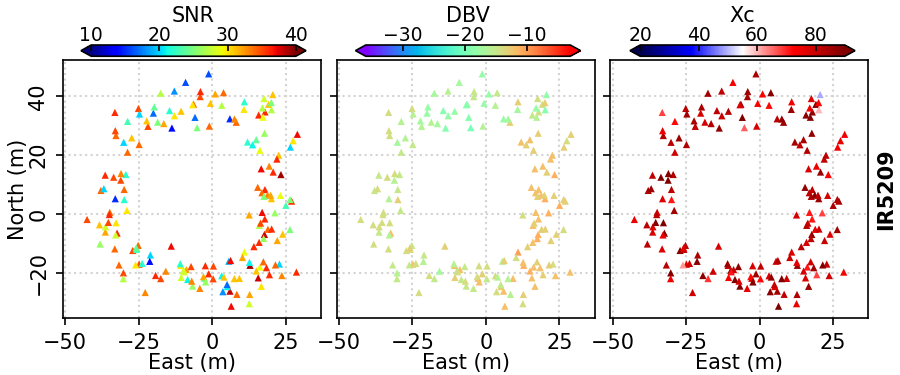 SNR DBV Xc
10 20 30 40 −30 −20 −10 20 40 60 80
40
20
0
−20
North (m)
IR5209
−50 −25 0 25 −50 −25 0 25 −50 −25 0 25
East (m) East (m) East (m)